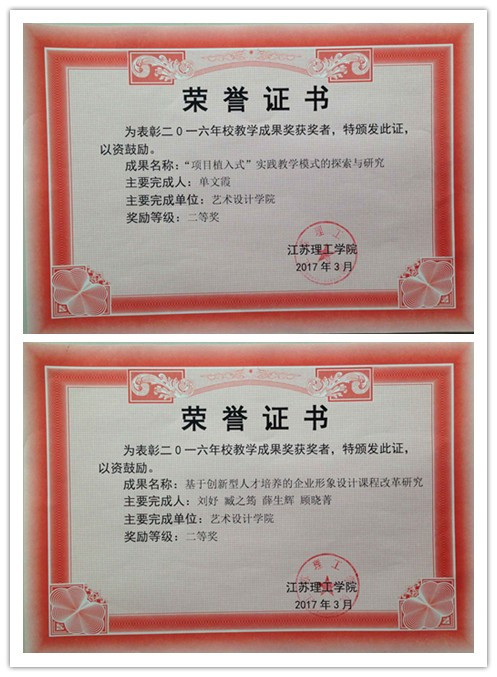 荣誉证书
为表彰二0一六年校教学成果奖获奖者，特颁发此证，
以资鼓励。
成果名称：“项目植入式”实践教学模式的探索与研究
主要完成人：单文霞
主要完成单位：艺术设计学院
奖励等级：二等奖
江苏理工学院
2017年3月
荣誉证书
为表彰二0一六年校教学成果奖获奖者，特颁发此证，
以资鼓励。
成果名称：基于创新型人才培养的企业形象设计课程改革研究
主要完成人：刘妤 臧之筠 薛生辉 顾晓菁
主要完成单位：艺术设计学院
奖励等级：二等奖
江苏理工学院
2017年3月